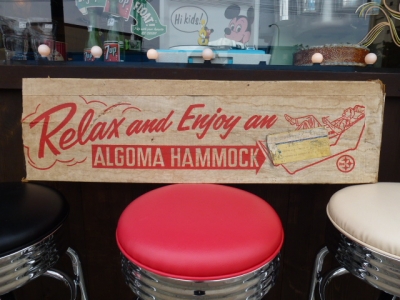 Hi kids!
Relax and Enjoy an
ALGOMA HAMMOCK